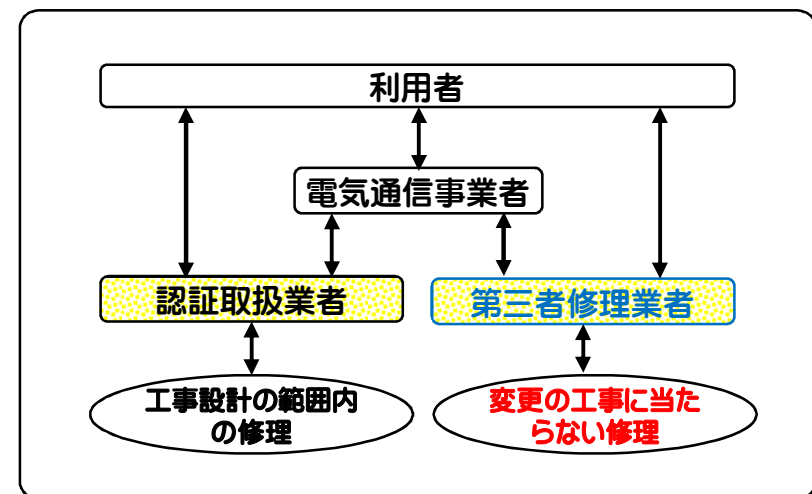 利用者
電気通信事業者
認証取扱業者
第三者修理業者
工事設計の範囲内
の修理
変更の工事に当た
らない修理